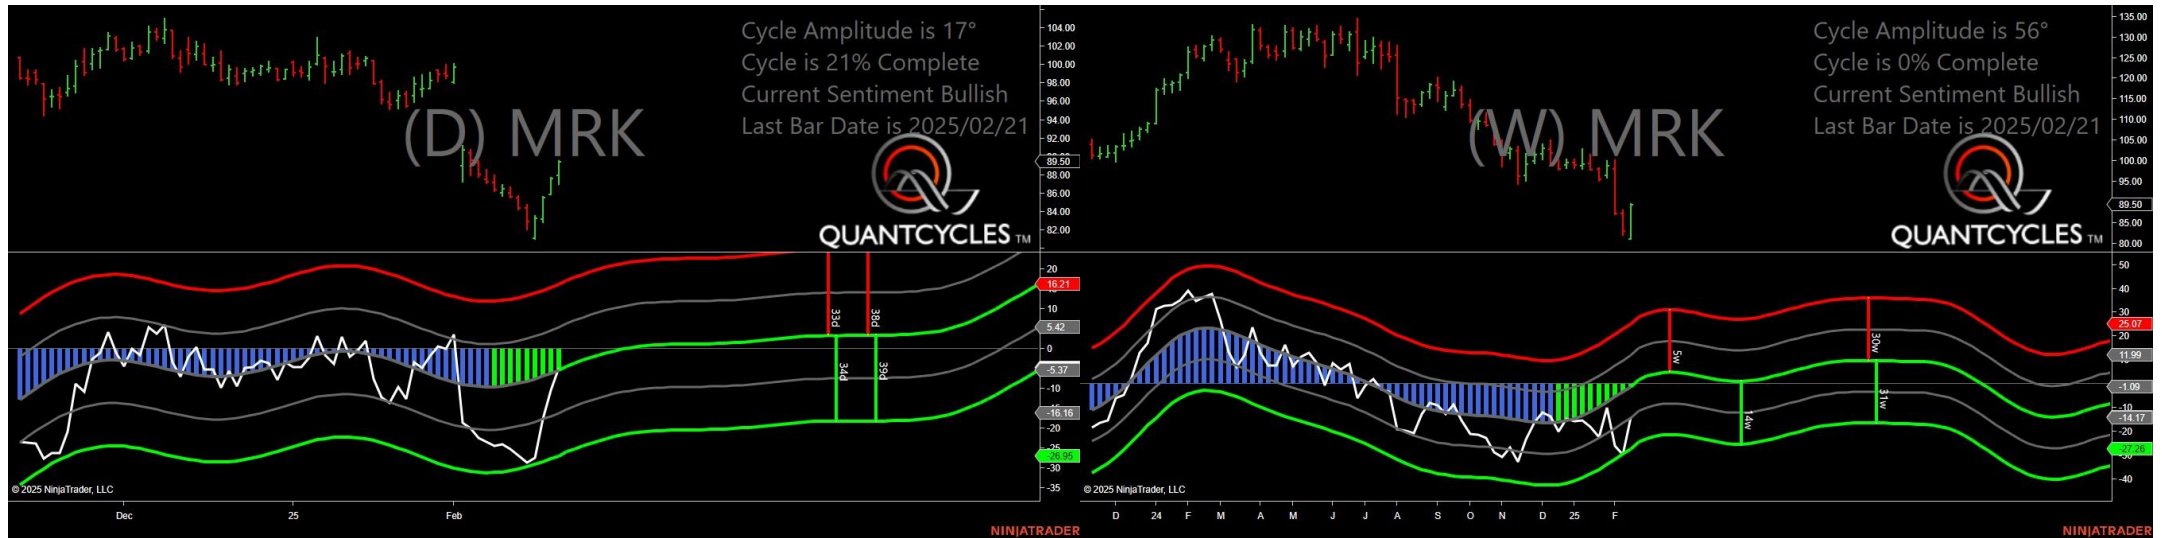 Cycle Amplitude is 17°
Cycle is 21% Complete
Current Sentiment Bullish
Last Bar Date is 2025/02/21
(D) MRK
QUANTCYCLES TM
104.00
102.00
100.00
98.00
96.00
94.00
92.00
89.50
88.00
86.00
84.00
82.00
20
16.21
10
5.42
0
-5.37
-10
-16.16
-20
-26.95
-30
-35
33d
38d
34d
39d
© 2025 NinjaTrader, LLC
Dec 25 Feb
NINJATRADER
Cycle Amplitude is 56°
Cycle is 0% Complete
Current Sentiment Bullish
Last Bar Date is 2025/02/21
(W) MRK
QUANTCYCLES TM
135.00
130.00
125.00
120.00
115.00
110.00
105.00
100.00
95.00
89.50
85.00
80.00
50
40
30
25.07
11.99
-1.09
-10
-14.17
-20
-27.26
-40
5w
30w
14w
31w
© 2025 NinjaTrader, LLC
D 24 F M A M J J A S O N D 25 F
NINJATRADER